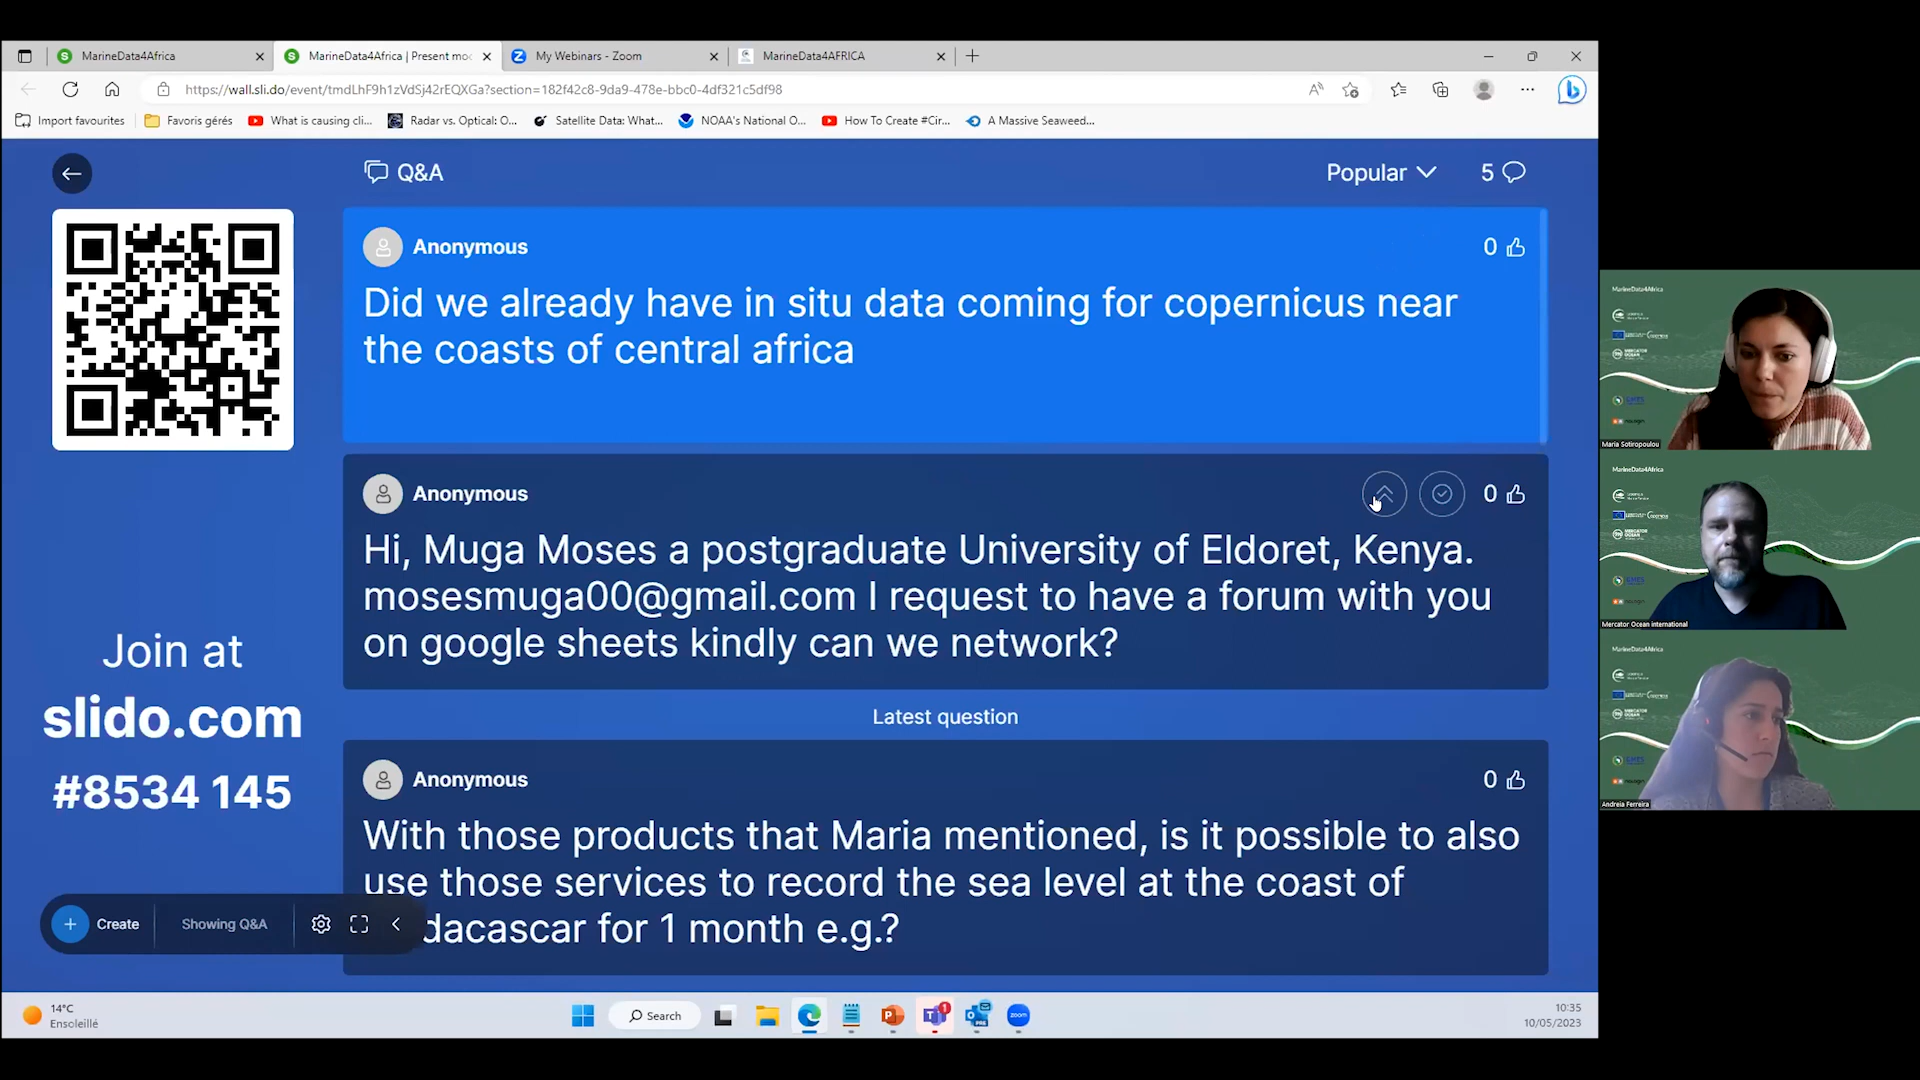 MarineData4Africa
MarineData4Africa | Present mo
My Webinars - Zoom
MarineData4AFRICA
https://wall.sli.do/event/tmdLhF9h1zVdSj42rEQXGa?section=182f42c8-9da9-478e-bbc0-4df321c5df98
Import favourites
Favoris gérés
What is causing cli...
Radar vs. Optical: O...
Satellite Data: What...
NOAA's National O...
How To Create #Cir...
A Massive Seaweed...
Q&A
Popular
5
Anonymous
0
Did we already have in situ data coming for copernicus near
the coasts of central africa
Anonymous
0
Hi, Muga Moses a postgraduate University of Eldoret, Kenya.
mosesmuga00@gmail.com I request to have a forum with you
on google sheets kindly can we network?
Latest question
Anonymous
0
With those products that Maria mentioned, is it possible to also
use those services to record the sea level at the coast of
dacascar for 1 month e.g.?
Join at
slido.com
#8534 145
Create
Showing Q&A
14°C
Ensoleillé
Search
1
zoom
10:35
10/05/2023
MarineData4Africa
Maria Sotiropoulou
MarineData4Africa
Mercator Ocean international
MarineData4Africa
Andreia Ferreira